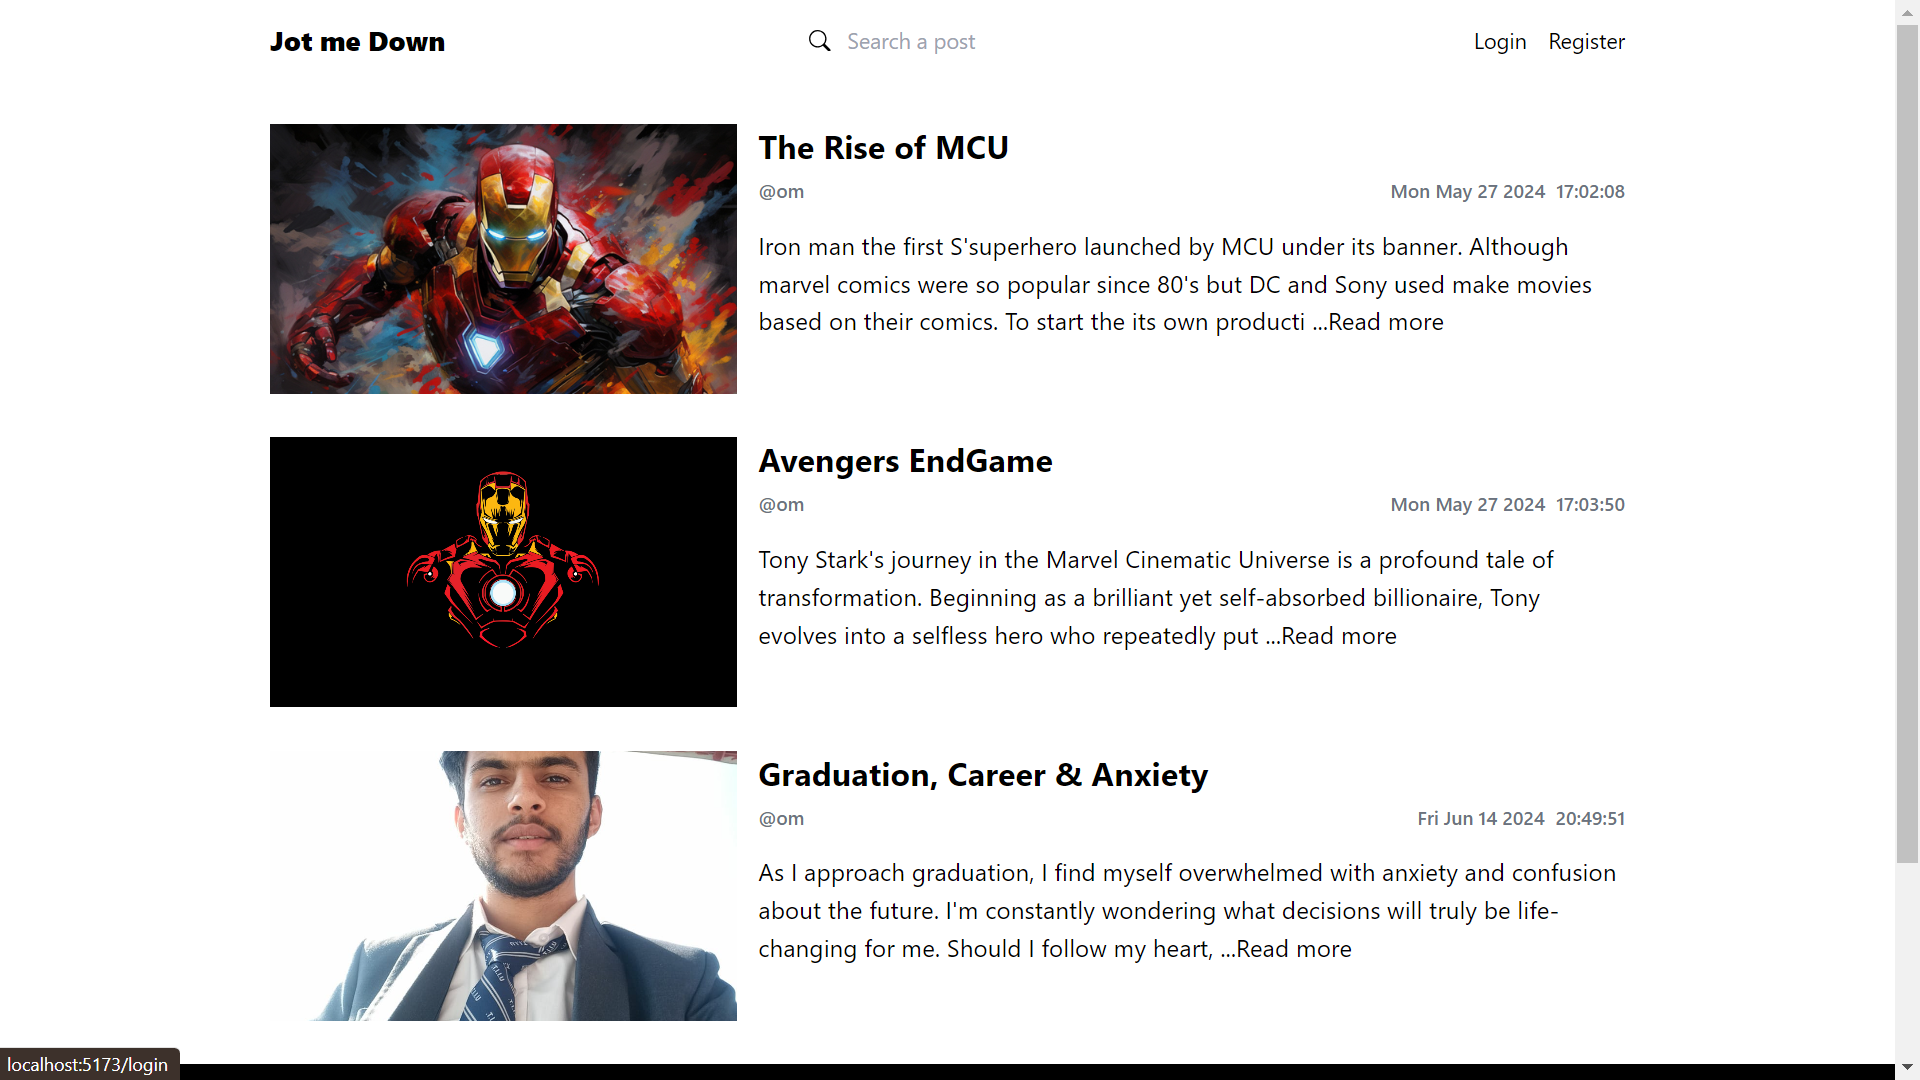 Jot me Down
Search a post
Login Register
The Rise of MCU
@om
Mon May 27 2024 17:02:08
Iron man the first S'superhero launched by MCU under its banner. Although
marvel comics were so popular since 80's but DC and Sony used make movies
based on their comics. To start the its own producti ...Read more
Avengers EndGame
@om
Mon May 27 2024 17:03:50
Tony Stark's journey in the Marvel Cinematic Universe is a profound tale of
transformation. Beginning as a brilliant yet self-absorbed billionaire, Tony
evolves into a selfless hero who repeatedly put ...Read more
Graduation, Career & Anxiety
@om
Fri Jun 14 2024 20:49:51
As I approach graduation, I find myself overwhelmed with anxiety and confusion
about the future. I'm constantly wondering what decisions will truly be life-
changing for me. Should I follow my heart, ...Read more
localhost:5173/login